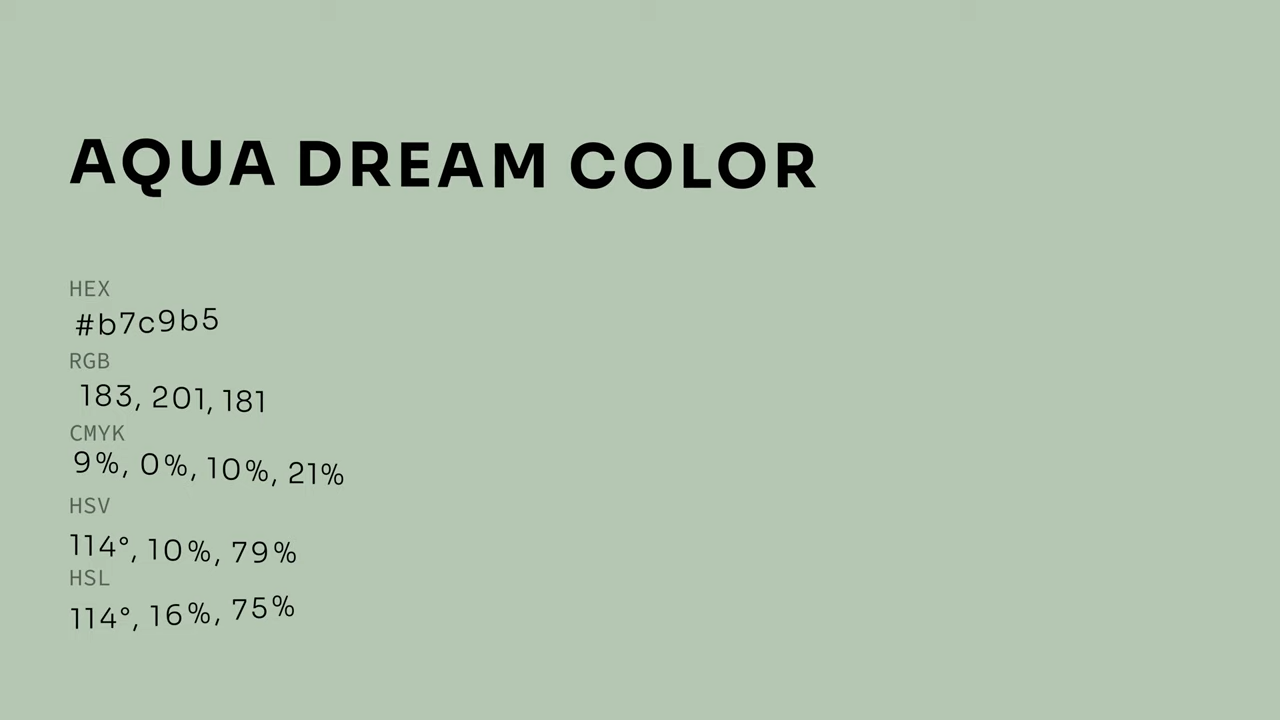 AQUA DREAM COLOR
HEX
#b7c9b5
RGB
183, 201, 181
CMYK
9%, 0%, 10%, 21%
HSV
114°, 10%, 79%
HSL
114°, 16%, 75%